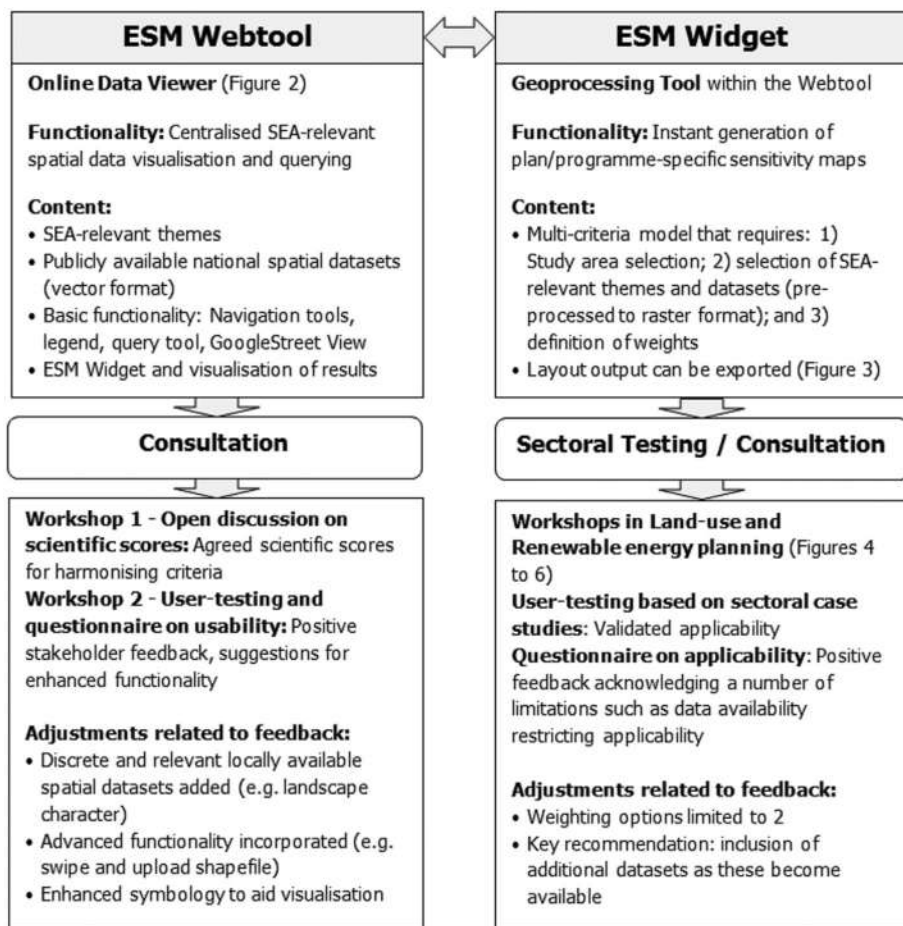 ESM Webtool
Online Data Viewer (Figure 2)
Functionality: Centralised SEA-relevant
spatial data visualisation and querying
Content:
• SEA-relevant themes
• Publicly available national spatial datasets
(vector format)
• Basic functionality: Navigation tools,
legend, query tool, GoogleStreet View
• ESM Widget and visualisation of results
Consultation
Workshop 1 - Open discussion on
scientific scores: Agreed scientific scores
for harmonising criteria
Workshop 2 - User-testing and
questionnaire on usability: Positive
stakeholder feedback, suggestions for
enhanced functionality
Adjustments related to feedback:
• Discrete and relevant locally available
spatial datasets added (e.g. landscape
character)
• Advanced functionality incorporated (e.g.
swipe and upload shapefile)
• Enhanced symbology to aid visualisation
ESM Widget
Geoprocessing Tool within the Webtool
Functionality: Instant generation of
plan/programme-specific sensitivity maps
Content:
• Multi-criteria model that requires: 1)
Study area selection; 2) selection of SEA-
relevant themes and datasets (pre-
processed to raster format); and 3)
definition of weights
• Layout output can be exported (Figure 3)
Sectoral Testing / Consultation
Workshops in Land-use and
Renewable energy planning (Figures 4
to 6)
User-testing based on sectoral case
studies: Validated applicability
Questionnaire on applicability: Positive
feedback acknowledging a number of
limitations such as data availability
restricting applicability
Adjustments related to feedback:
• Weighting options limited to 2
• Key recommendation: inclusion of
additional datasets as these become
available